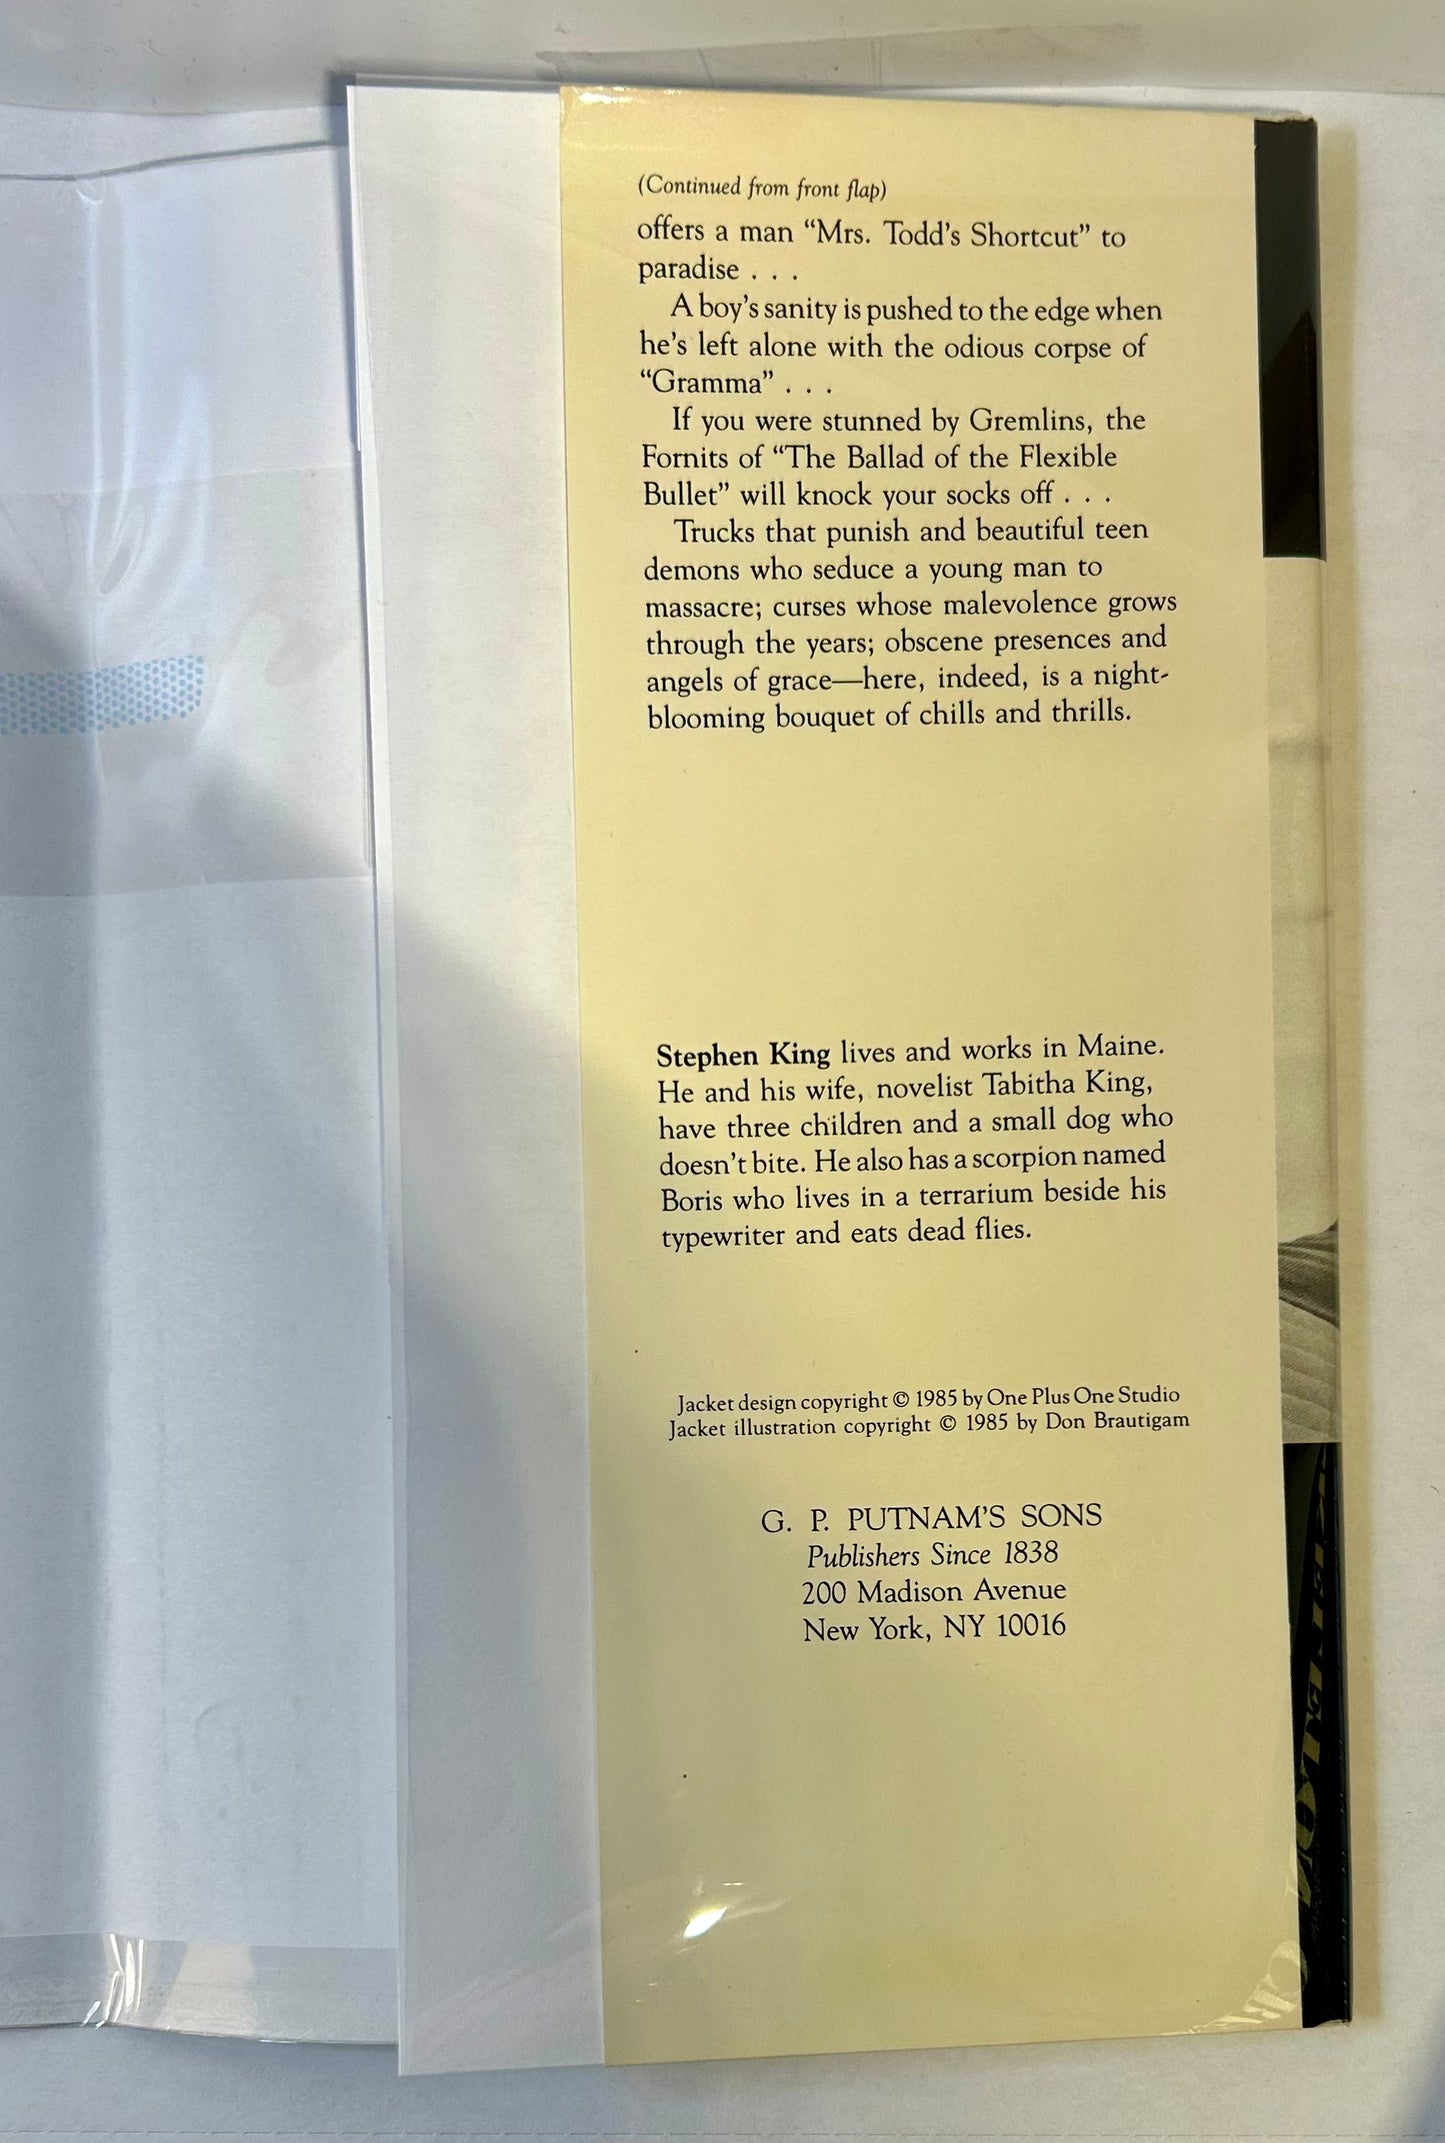 (Continued from front flap)
offers a man “Mrs. Todd’s Shortcut” to
paradise . . .
A boy’s sanity is pushed to the edge when
he’s left alone with the odious corpse of
“Gramma” . . .
If you were stunned by Gremlins, the
Fornits of “The Ballad of the Flexible
Bullet” will knock your socks off . . .
Trucks that punish and beautiful teen
demons who seduce a young man to
massacre; curses whose malevolence grows
through the years; obscene presences and
angels of grace—here, indeed, is a night-
blooming bouquet of chills and thrills.
Stephen King lives and works in Maine.
He and his wife, novelist Tabitha King,
have three children and a small dog who
doesn’t bite. He also has a scorpion named
Boris who lives in a terrarium beside his
typewriter and eats dead flies.
Jacket design copyright © 1985 by One Plus One Studio
Jacket illustration copyright © 1985 by Don Brautigam
G. P. PUTNAM’S SONS
Publishers Since 1838
200 Madison Avenue
New York, NY 10016